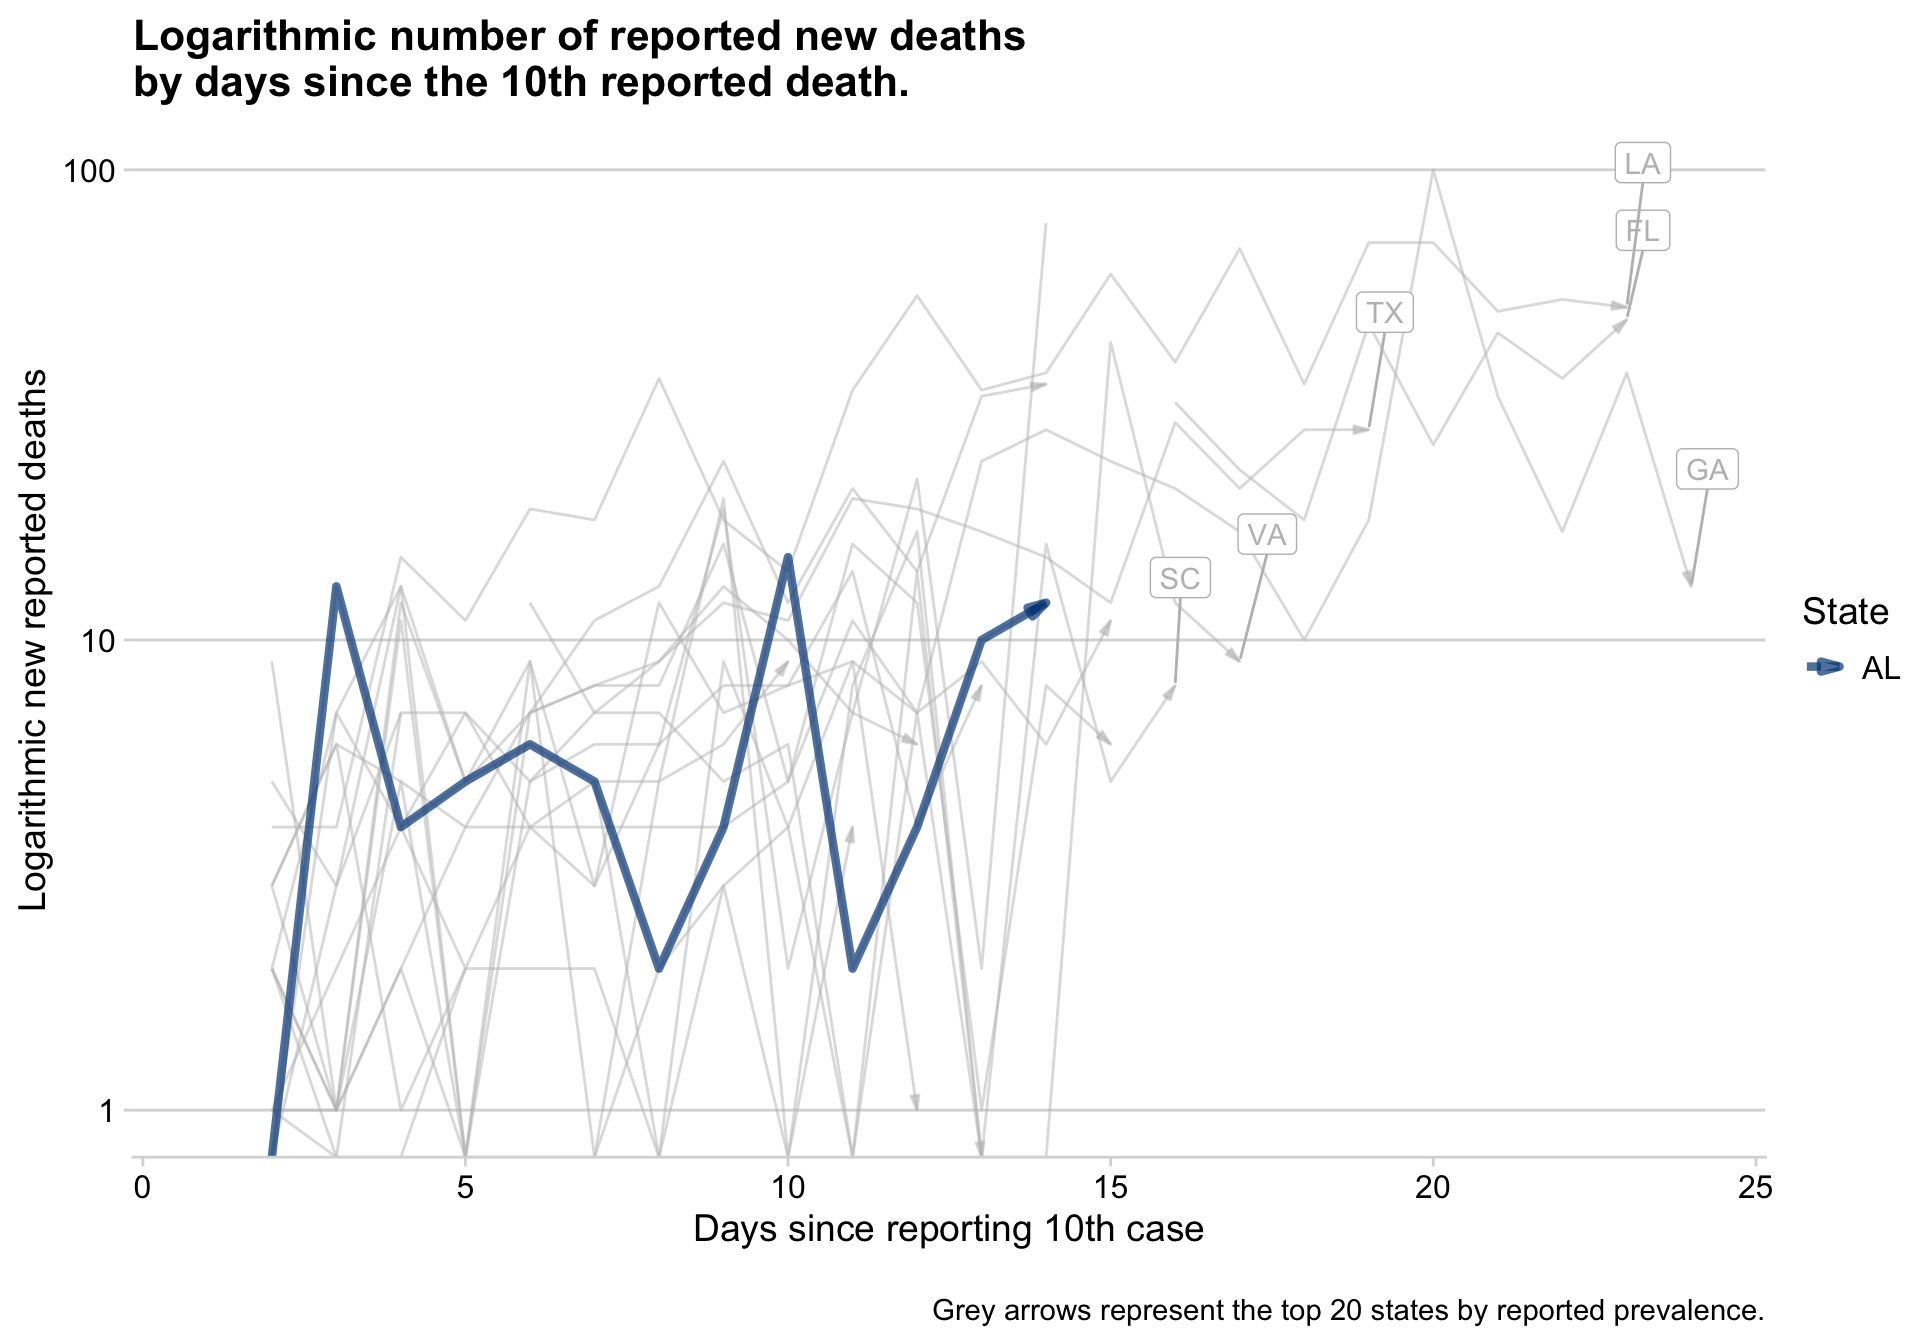 Logarithmic number of reported new deaths
by days since the 10th reported death.
Logarithmic new reported deaths
100
10
1
LA
FL
TX
GA
VA
SC
State
AL
0 5 10 15 20 25
Days since reporting 10th case
Grey arrows represent the top 20 states by reported prevalence.